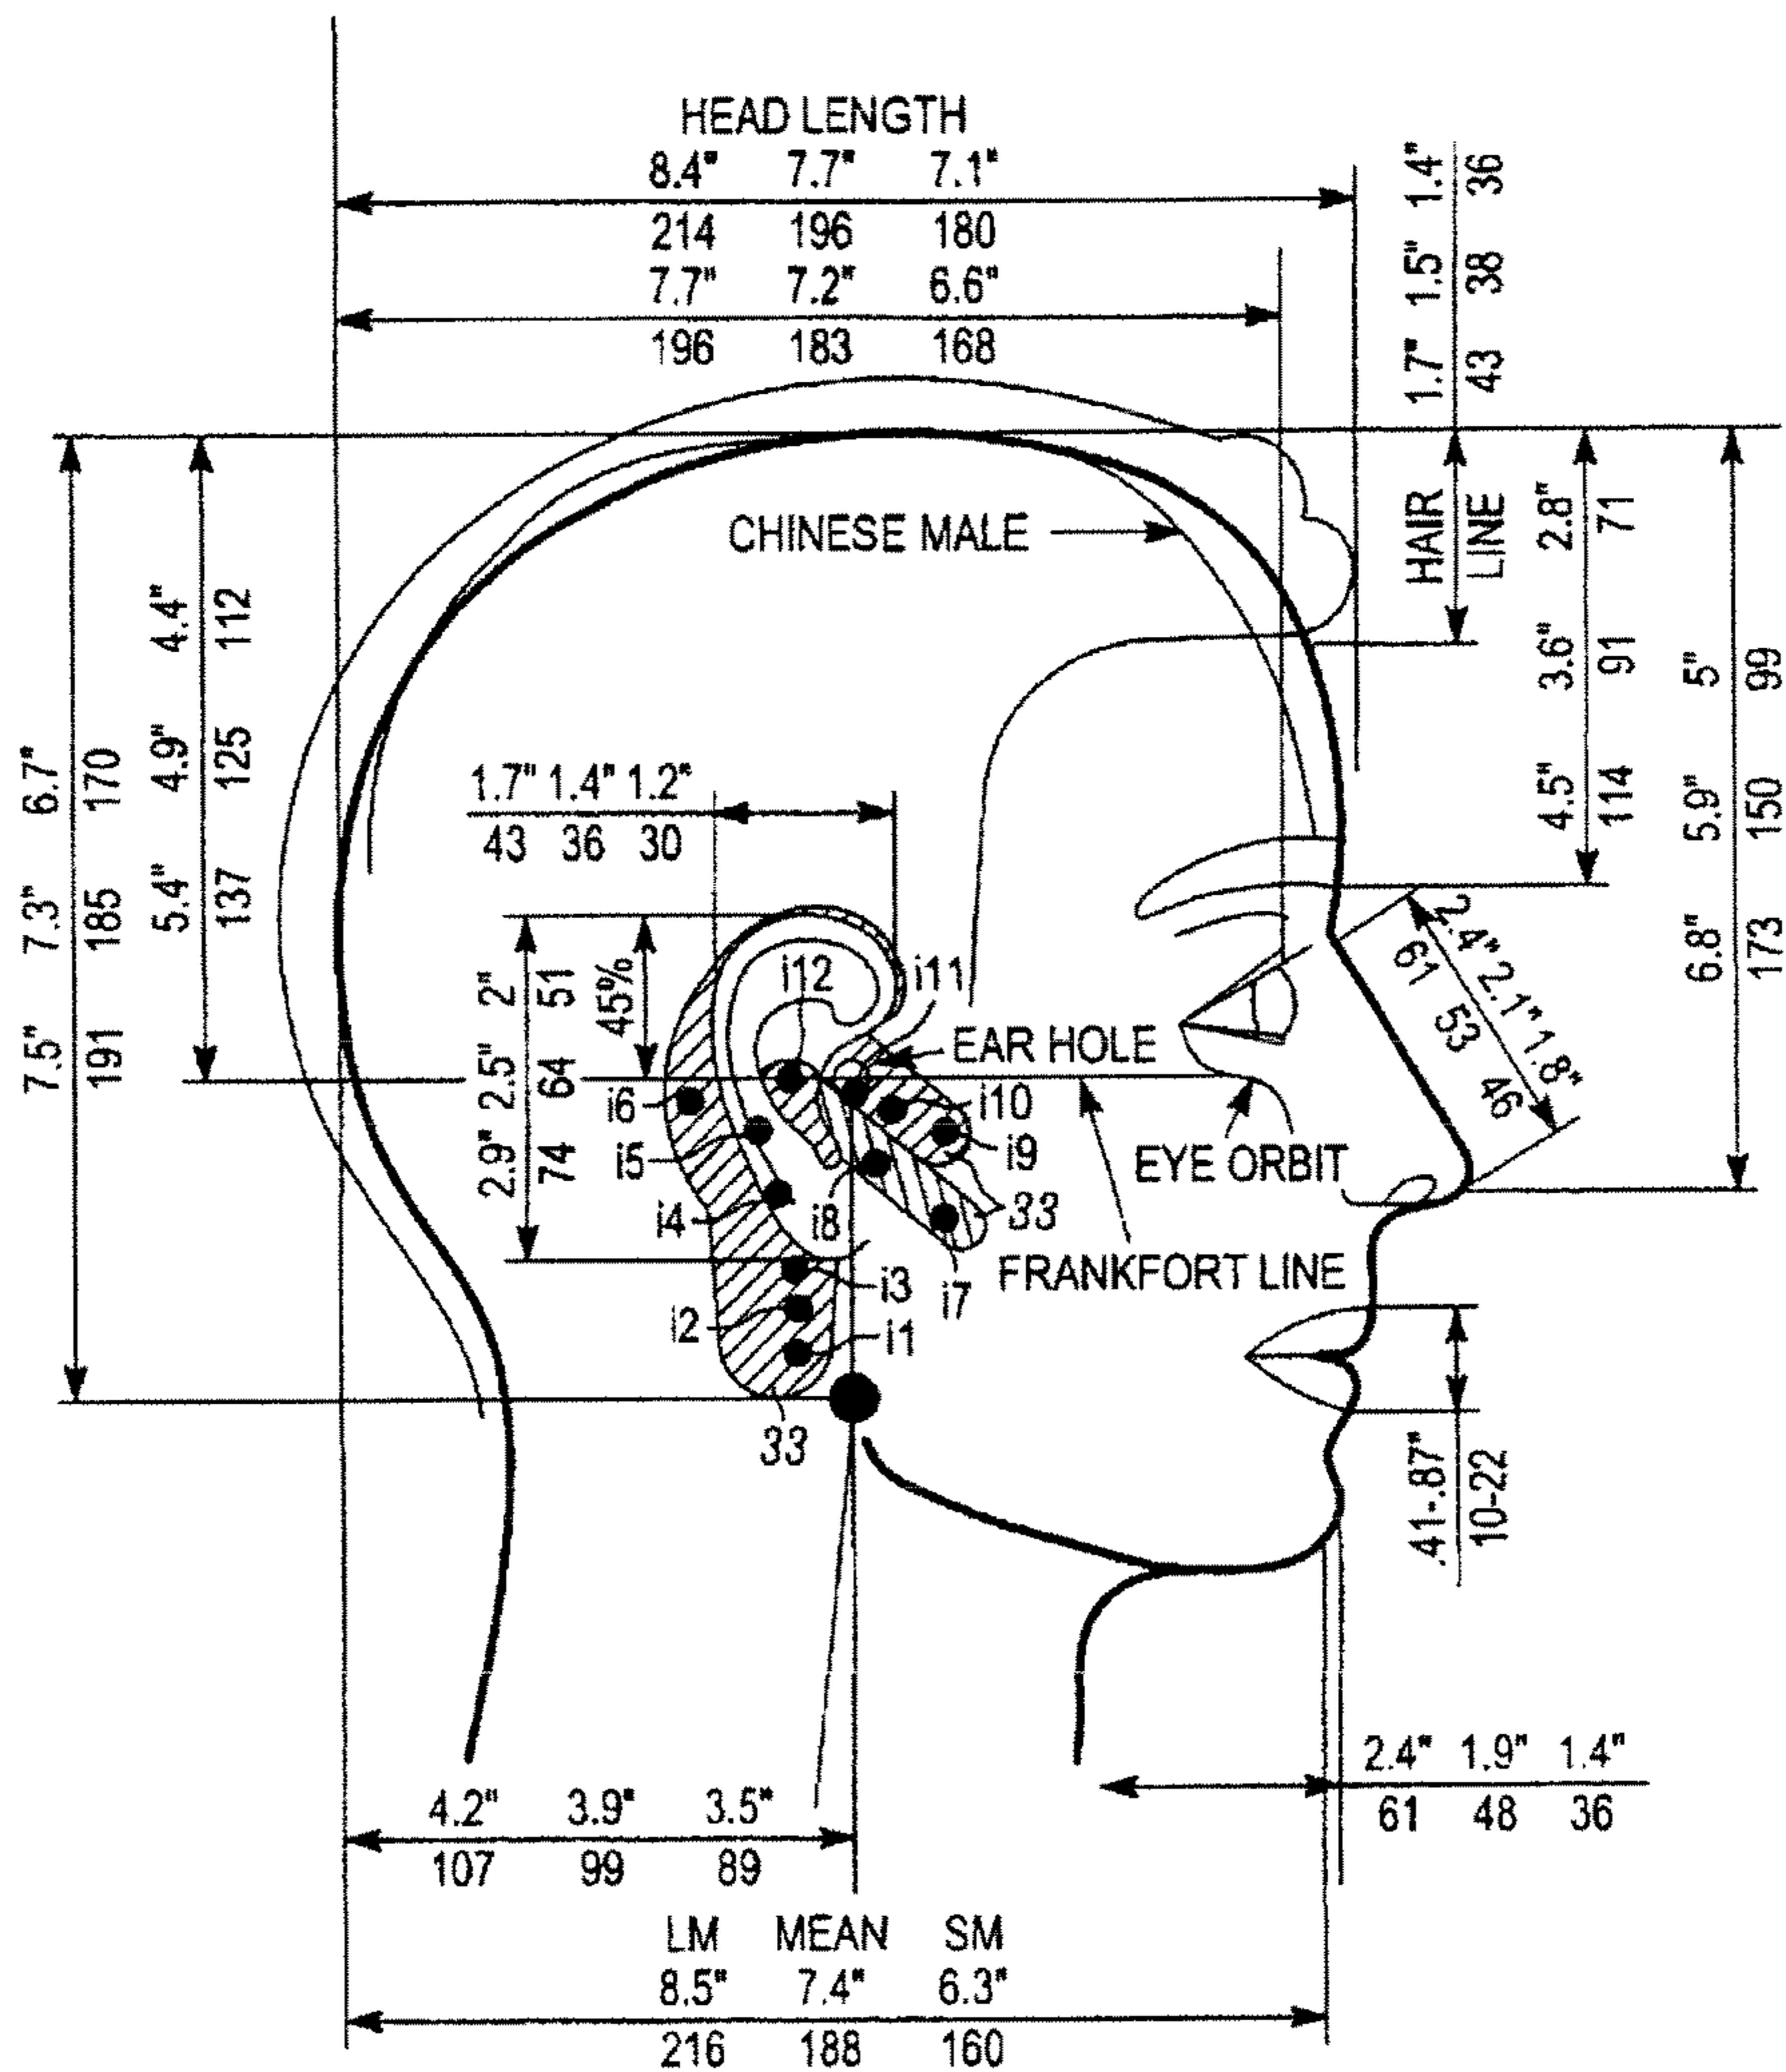 HEAD LENGTH
8.4" 7.7" 7.1"
214 196 180
7.7" 7.2" 6.6"
196 183 168
1.7" 1.5" 1.4"
43 38 36
HAIR
LINE
CHINESE MALE
4.5" 3.6" 2.8"
114 91 71
6.8" 5.9" 5"
173 150 99
7.5" 7.3" 6.7"
191 185 170
5.4" 4.9" 4.4"
137 125 112
1.7" 1.4" 1.2"
43 36 30
2.9" 2.5" 2"
74 64 51
45%
i12
i11
EAR HOLE
i6
i10
i5
i9
EYE ORBIT
i4
i8
33
FRANKFORT LINE
i3
i7
i2
i1
33
2.4" 2.1" 1.8"
61 53 46
.41-.87"
10-22
2.4" 1.9" 1.4"
61 48 36
4.2" 3.9" 3.5"
107 99 89
LM MEAN SM
8.5" 7.4" 6.3"
216 188 160